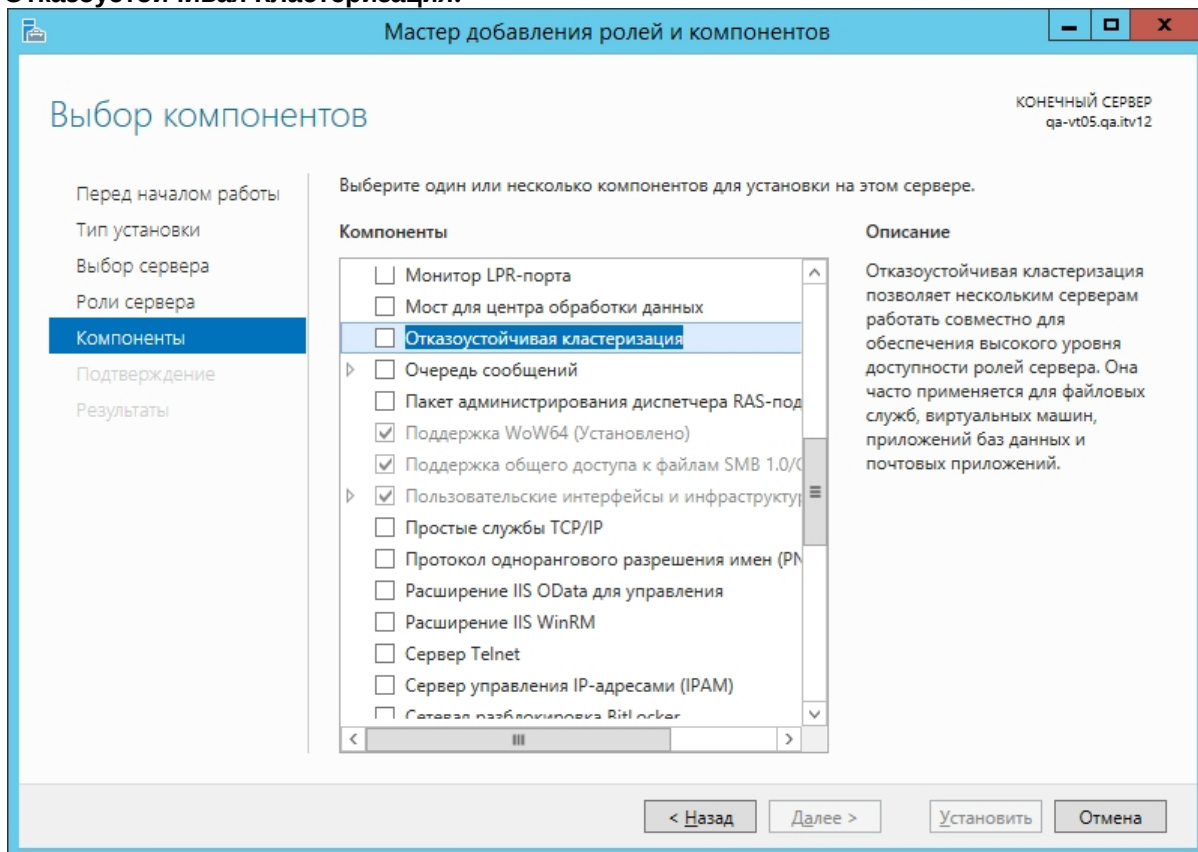 Отказоустойчивая кластеризация.
Мастер добавления ролей и компонентов
Выбор компонентов
КОНЕЧНЫЙ СЕРВЕР
qa-vt05.qa.itv12
Перед началом работы
Тип установки
Выбор сервера
Роли сервера
Компоненты
Подтверждение
Результаты
Выберите один или несколько компонентов для установки на этом сервере.
Компоненты
Монитор LPR-порта
Мост для центра обработки данных
Отказоустойчивая кластеризация
Очередь сообщений
Пакет администрирования диспетчера RAS-под
Поддержка WoW64 (Установлено)
Поддержка общего доступа к файлам SMB 1.0/C
Пользовательские интерфейсы и инфраструктур
Простые службы TCP/IP
Протокол однорангового разрешения имен (PN
Расширение IIS OData для управления
Расширение IIS WinRM
Сервер Telnet
Сервер управления IP-адресами (IPAM)
Сетевая разблокировка BitLocker
Описание
Отказоустойчивая кластеризация
позволяет нескольким серверам
работать совместно для
обеспечения высокого уровня
доступности ролей сервера. Она
часто применяется для файловых
служб, виртуальных машин,
приложений баз данных и
почтовых приложений.
< Назад
Далее >
Установить
Отмена